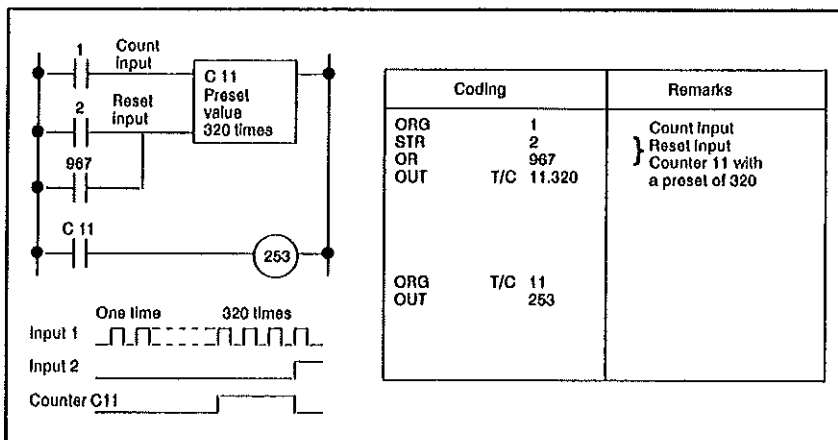 1 Count
input
C 11
Preset
value
320 times
2 Reset
input
967
C 11
253
One time 320 times
Input 1
Input 2
Counter C11
Coding Remarks
ORG 1 Count input
STR 2 } Reset input
OR 967 Counter 11 with
OUT T/C 11.320 a preset of 320
ORG T/C 11
OUT 253